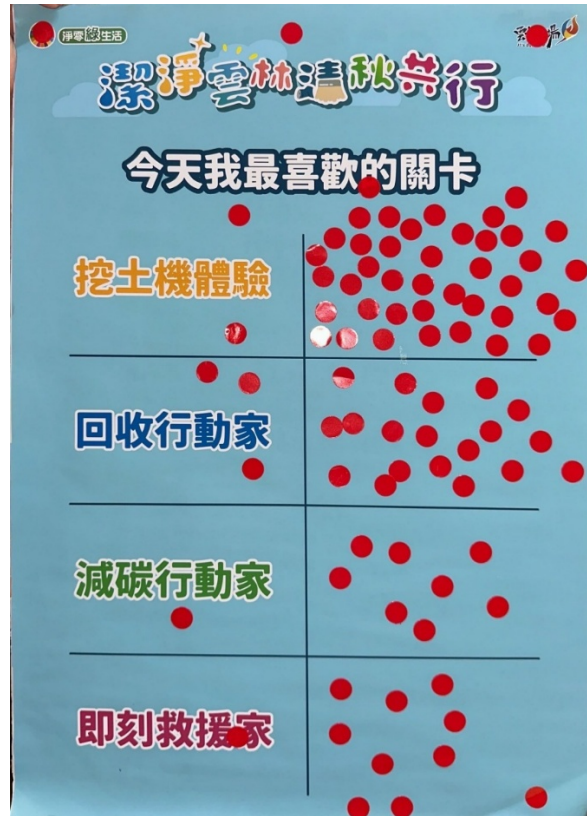 淨零綠生活
潔淨雲林清秋共行
今天我最喜歡的關卡
挖土機體驗
回收行動家
減碳行動家
即刻救援家